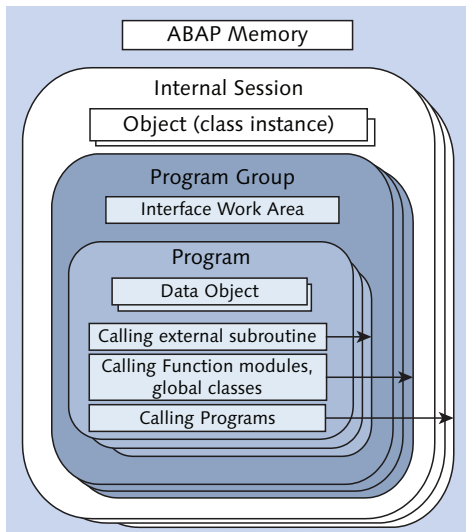 ABAP Memory
Internal Session
Object (class instance)
Program Group
Interface Work Area
Program
Data Object
Calling external subroutine
Calling Function modules,
global classes
Calling Programs